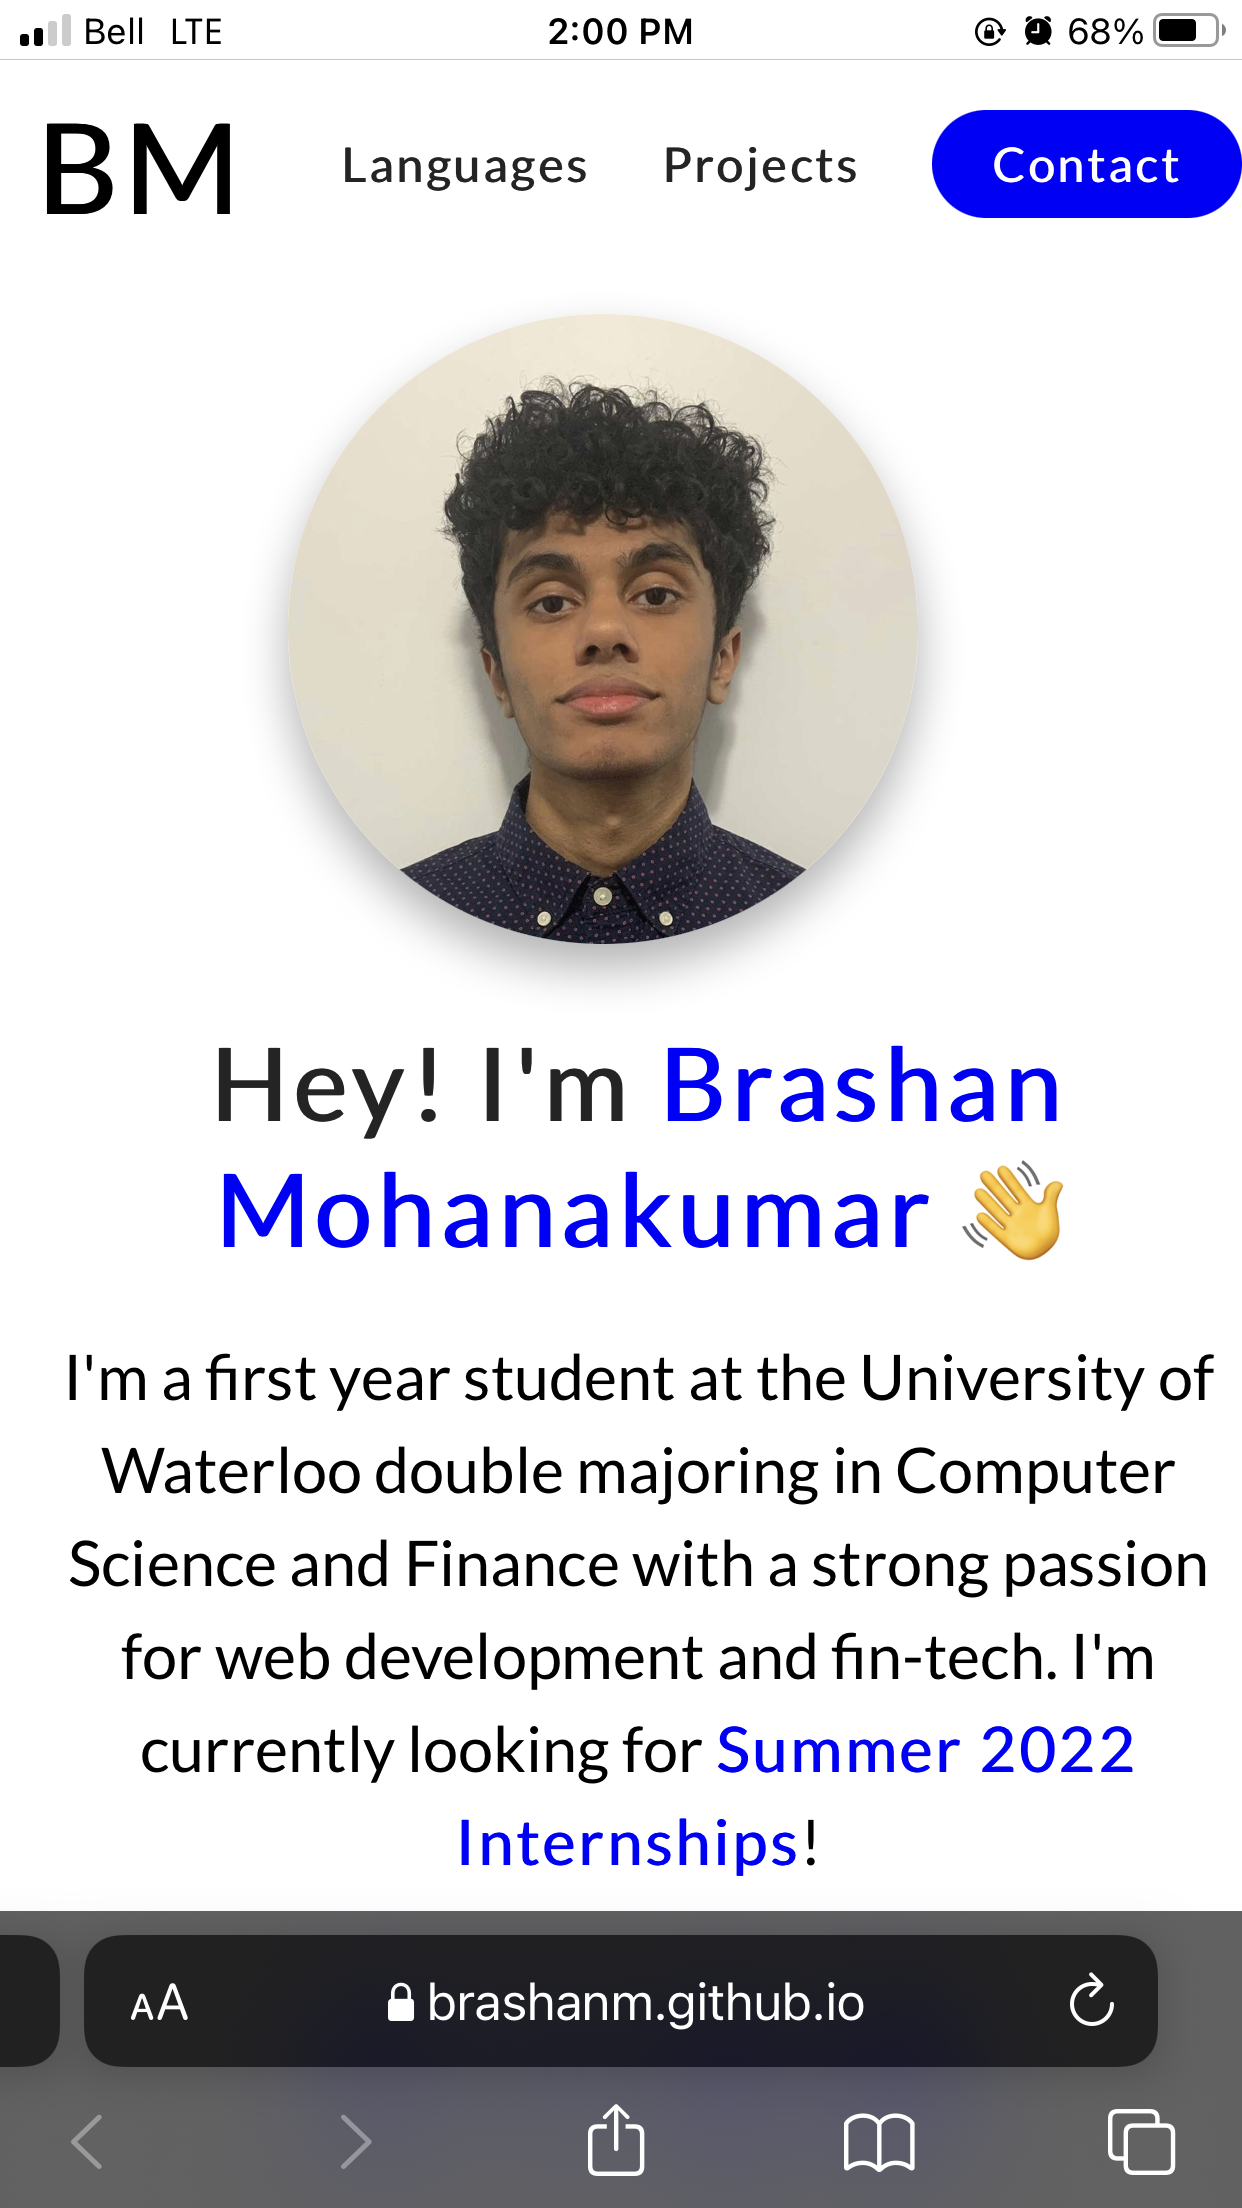 Bell LTE 2:00 PM 68%
BM Languages Projects Contact
Hey! I'm Brashan
Mohanakumar 👋
I'm a first year student at the University of
Waterloo double majoring in Computer
Science and Finance with a strong passion
for web development and fin-tech. I'm
currently looking for Summer 2022
Internships!
AA brashanm.github.io